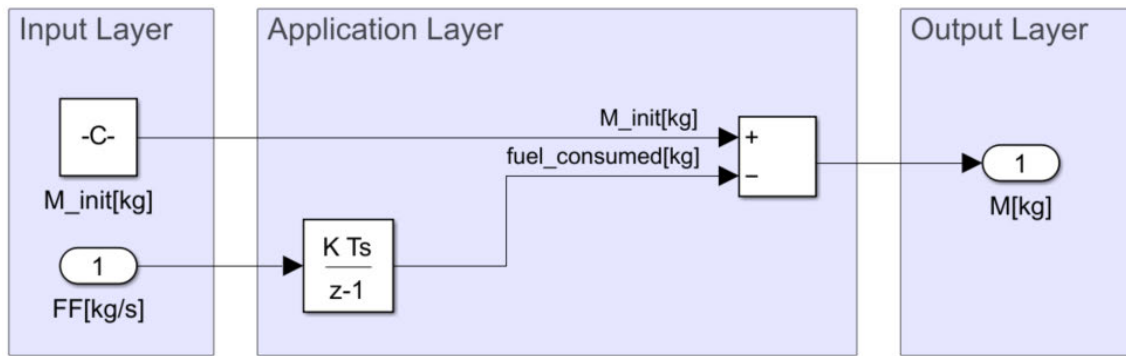 Input Layer
Application Layer
Output Layer
-C-
M_init[kg]
M_init[kg]
fuel_consumed[kg]
+
−
1
M[kg]
1
FF[kg/s]
K Ts
z-1